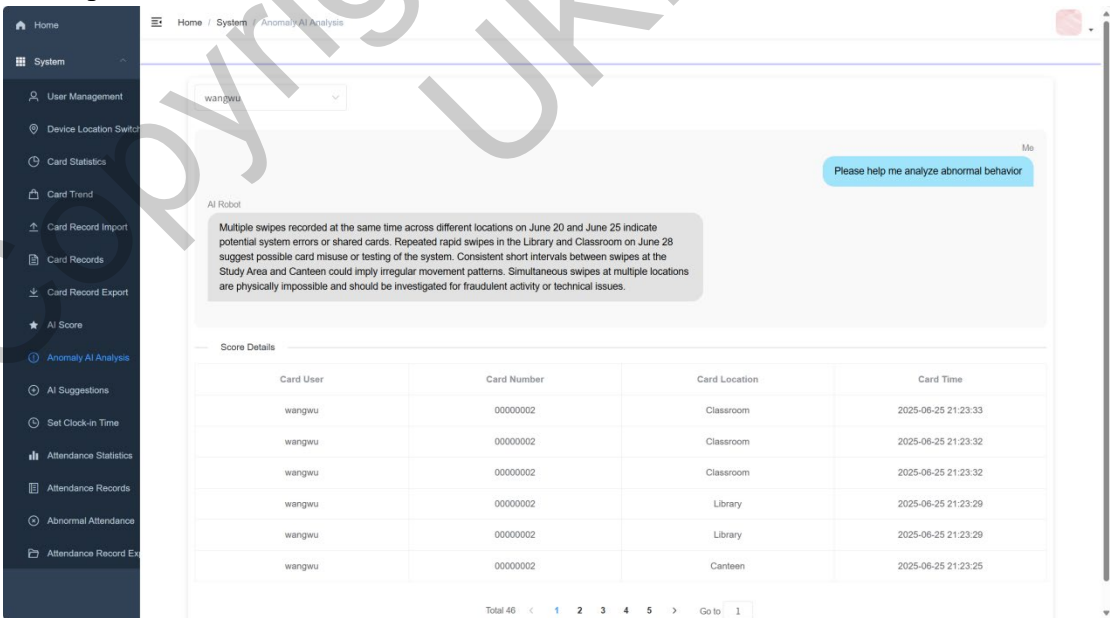 Home
System
User Management
Device Location Switch
Card Statistics
Card Trend
Card Record Import
Card Records
Card Record Export
AI Score
Anomaly AI Analysis
AI Suggestions
Set Clock-in Time
Attendance Statistics
Attendance Records
Abnormal Attendance
Attendance Record Ex
Home / System / Anomaly AI Analysis
wangwu
Me
Please help me analyze abnormal behavior
AI Robot
Multiple swipes recorded at the same time across different locations on June 20 and June 25 indicate
potential system errors or shared cards. Repeated rapid swipes in the Library and Classroom on June 28
suggest possible card misuse or testing of the system. Consistent short intervals between swipes at the
Study Area and Canteen could imply irregular movement patterns. Simultaneous swipes at multiple locations
are physically impossible and should be investigated for fraudulent activity or technical issues.
Score Details
Card User Card Number Card Location Card Time
wangwu 00000002 Classroom 2025-06-25 21:23:33
wangwu 00000002 Classroom 2025-06-25 21:23:32
wangwu 00000002 Classroom 2025-06-25 21:23:32
wangwu 00000002 Library 2025-06-25 21:23:29
wangwu 00000002 Library 2025-06-25 21:23:29
wangwu 00000002 Canteen 2025-06-25 21:23:25
Total 46 < 1 2 3 4 5 > Go to 1